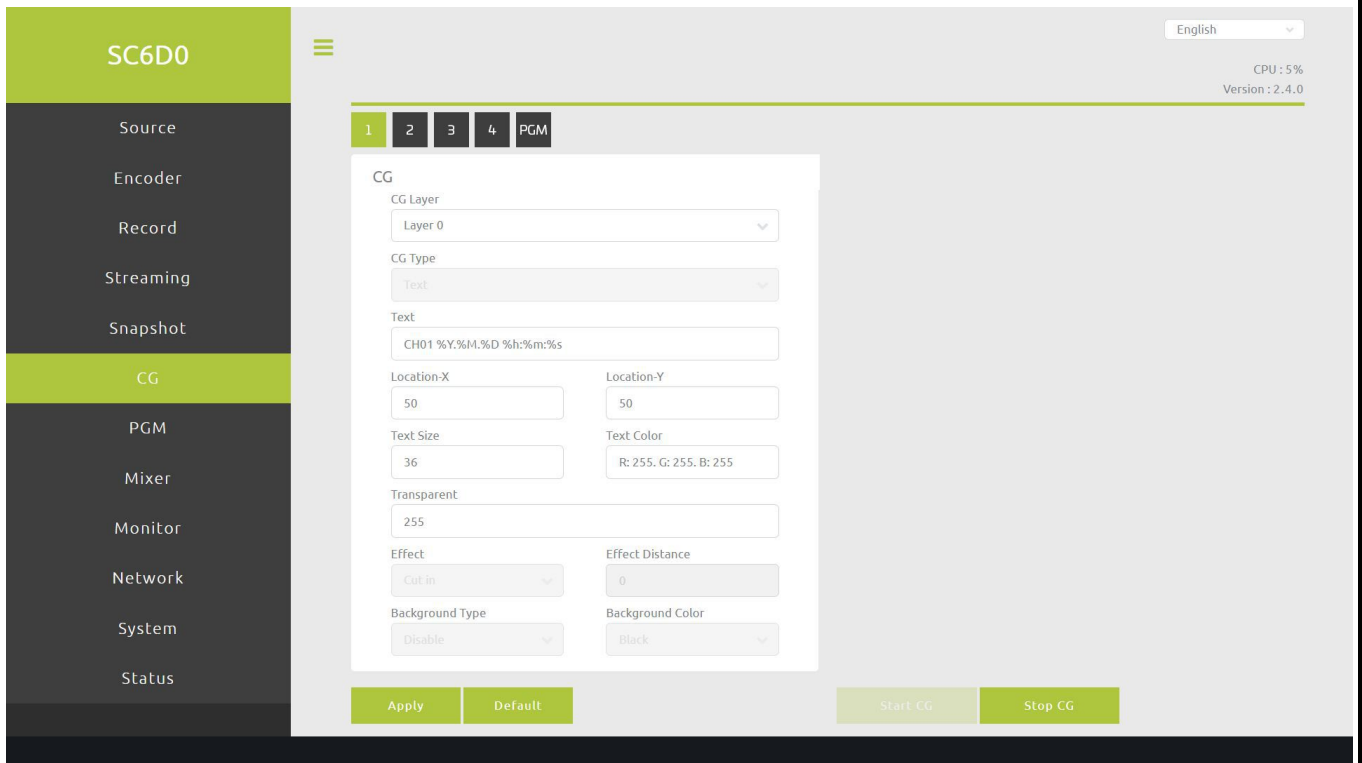 SC6D0
English
CPU : 5%
Version : 2.4.0
Source
Encoder
Record
Streaming
Snapshot
CG
PGM
Mixer
Monitor
Network
System
Status
1 2 3 4 PGM
CG
CG Layer
Layer 0
CG Type
Text
Text
CH01 %Y.%M.%D %h:%m:%s
Location-X Location-Y
50 50
Text Size Text Color
36 R: 255. G: 255. B: 255
Transparent
255
Effect Effect Distance
Cut in 0
Background Type Background Color
Disable Black
Apply Default Start CG Stop CG